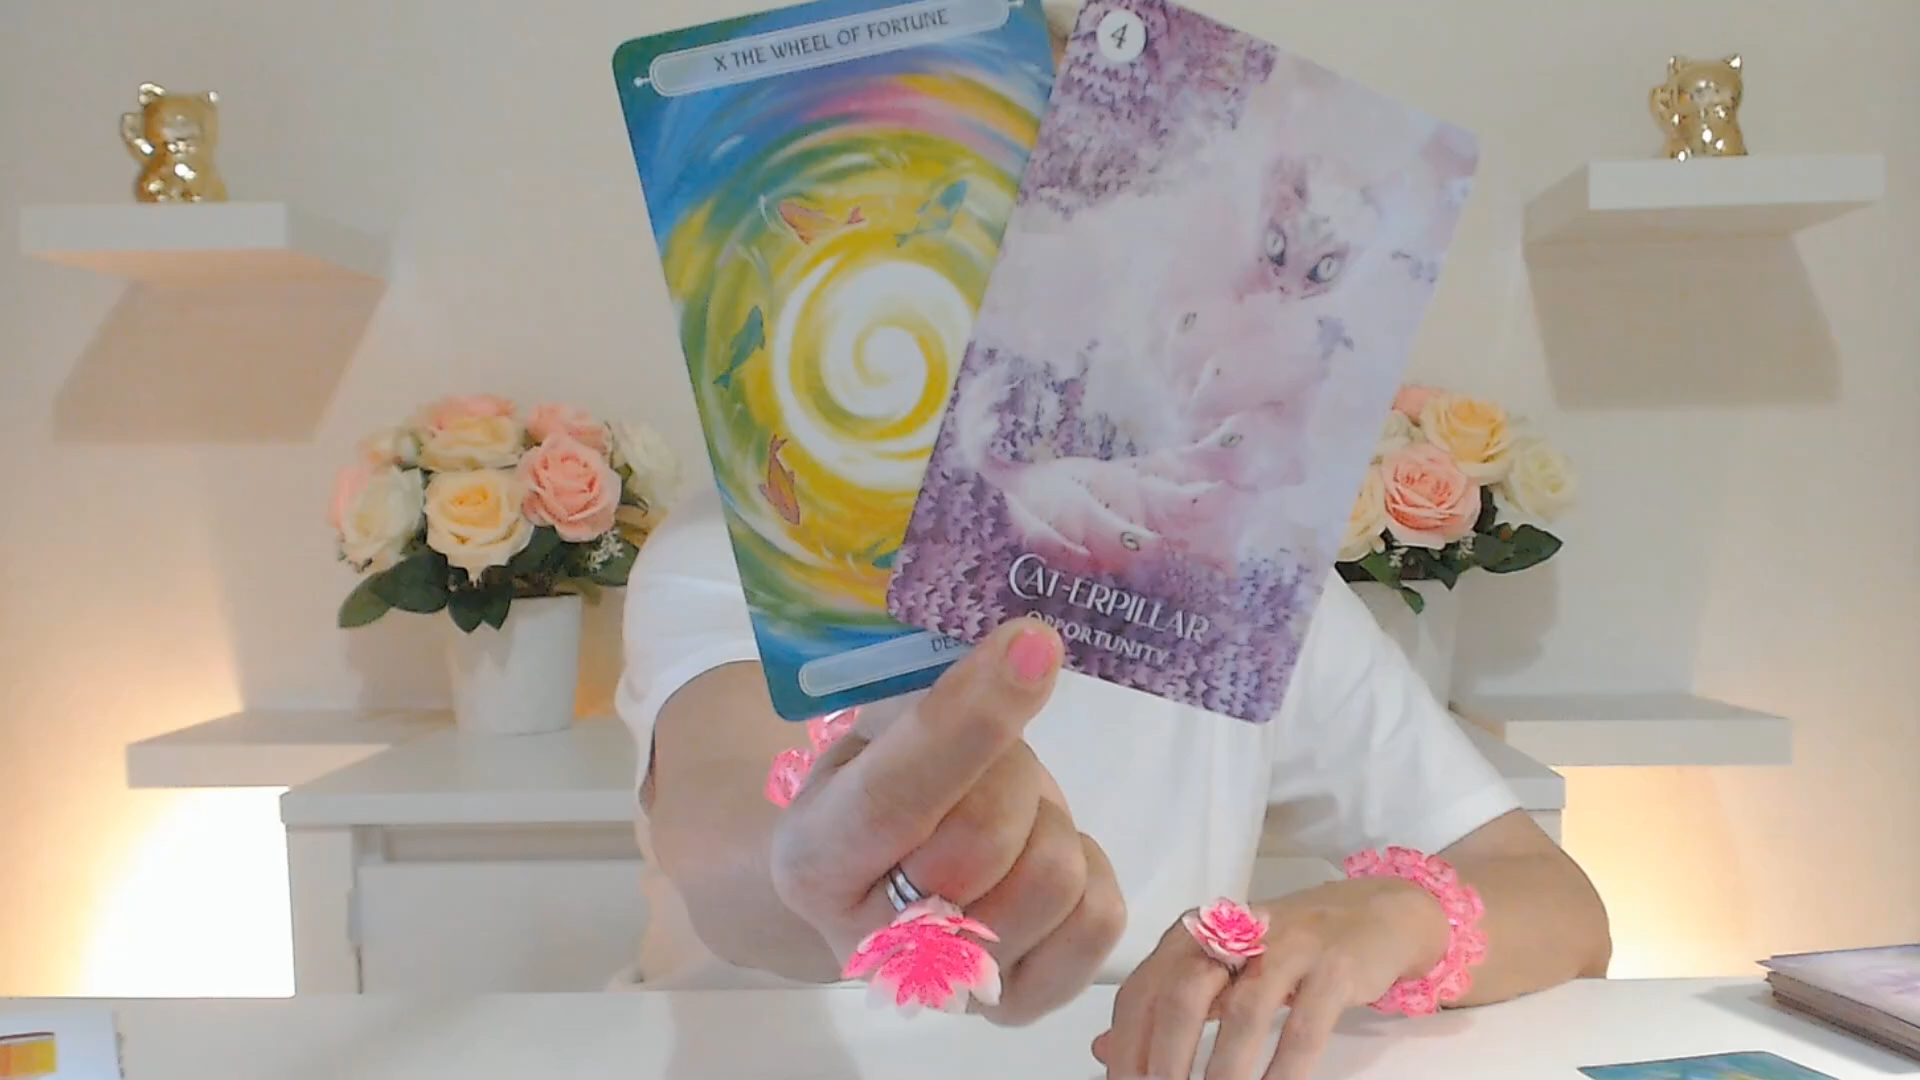 X THE WHEEL OF FORTUNE
4
CAT-ERPILLAR
OPPORTUNITY